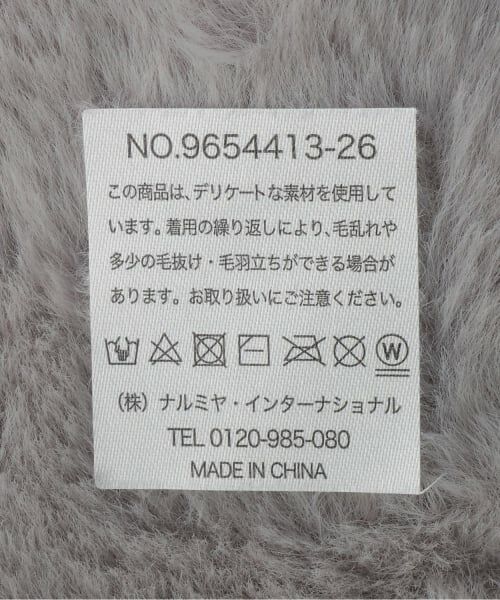 NO.9654413-26
この商品は、デリケートな素材を使用して
います。着用の繰り返しにより、毛乱れや
多少の毛抜け・毛羽立ちができる場合が
あります。お取り扱いにご注意ください。
W
(株) ナルミヤ・インターナショナル
TEL 0120-985-080
MADE IN CHINA